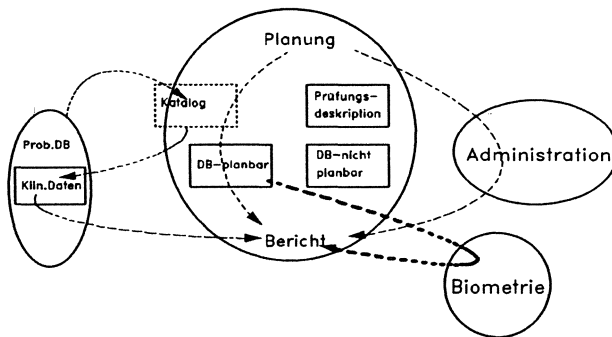 Planung
Katalog
Prüfungs-
deskription
Prob.DB
DB-planbar
DB-nicht
planbar
Administration
Klin.Daten
Bericht
Biometrie